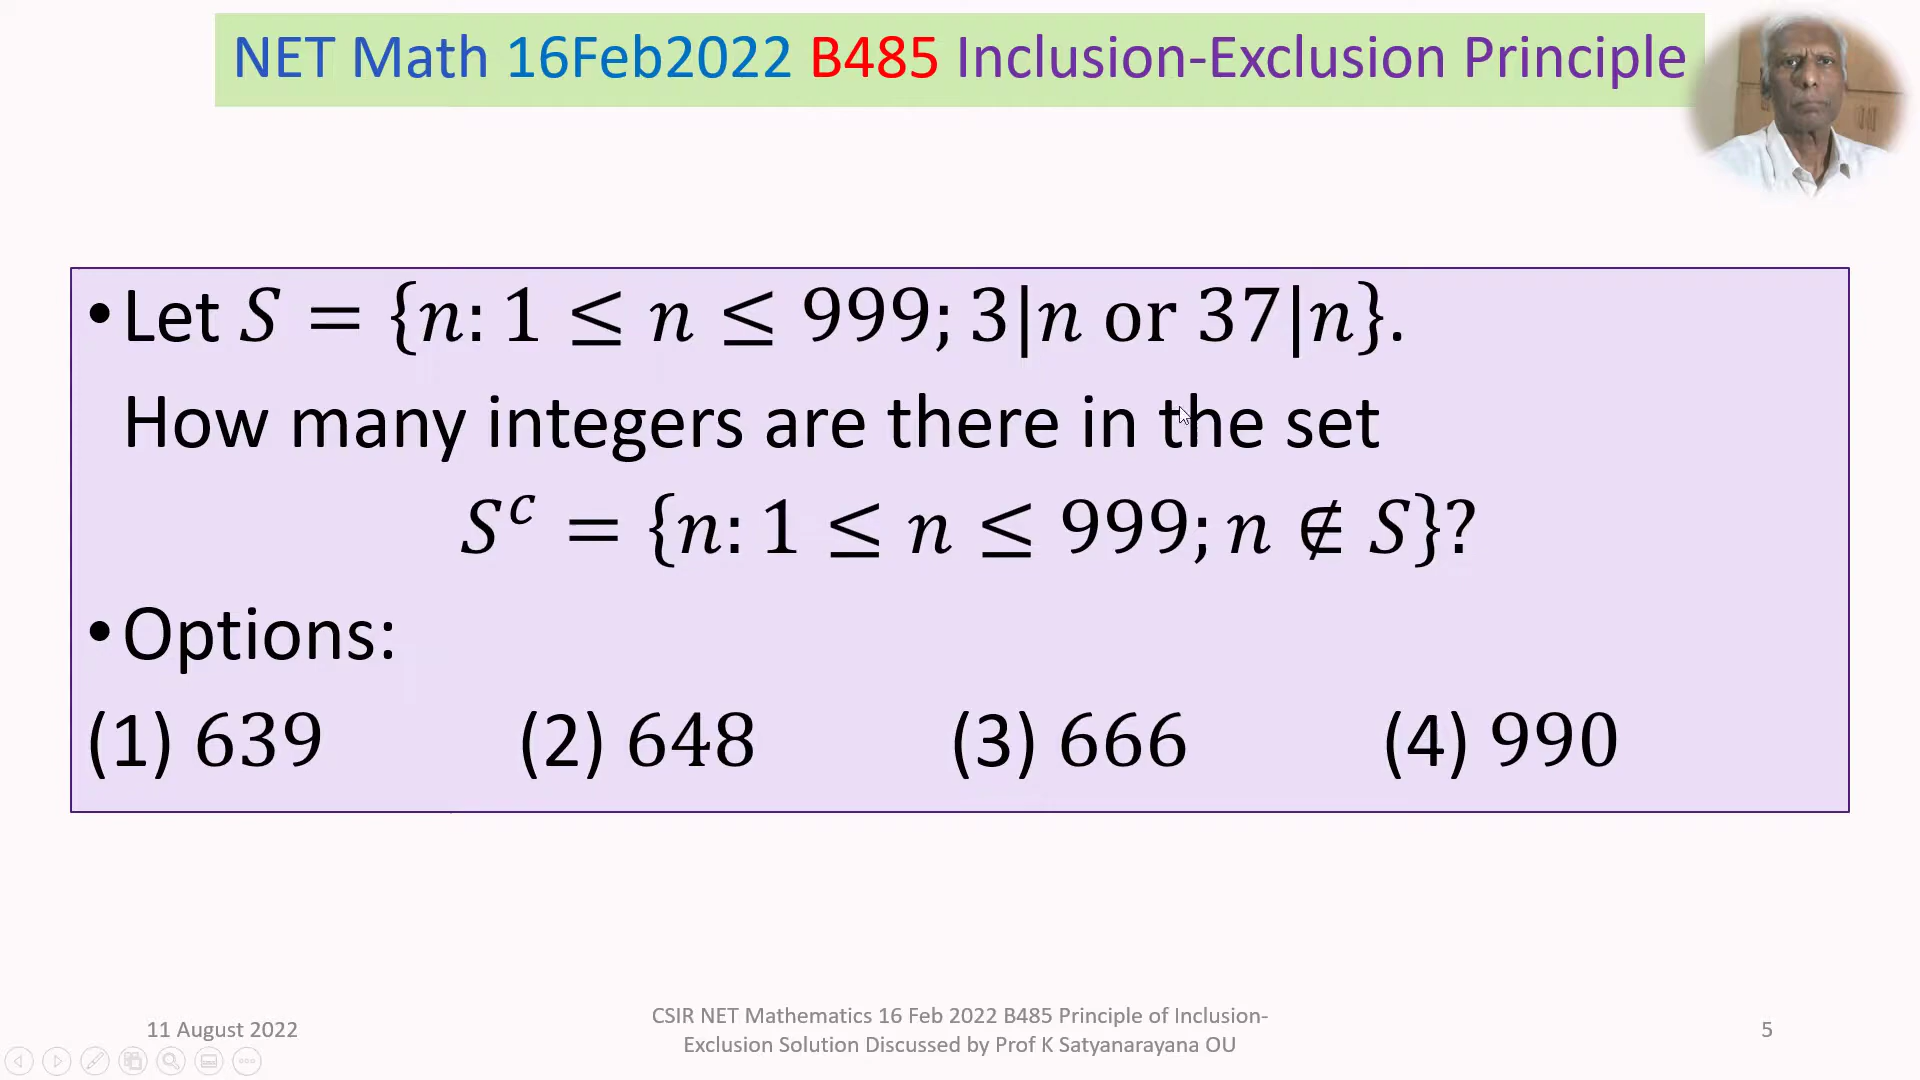 NET Math 16Feb2022 B485 Inclusion-Exclusion Principle
•Let S = {n: 1 ≤ n ≤ 999; 3|n or 37|n}.
How many integers are there in the set
Sᶜ = {n: 1 ≤ n ≤ 999; n ∉ S}?
•Options:
(1) 639 (2) 648 (3) 666 (4) 990
11 August 2022
CSIR NET Mathematics 16 Feb 2022 B485 Principle of Inclusion-
Exclusion Solution Discussed by Prof K Satyanarayana OU
5